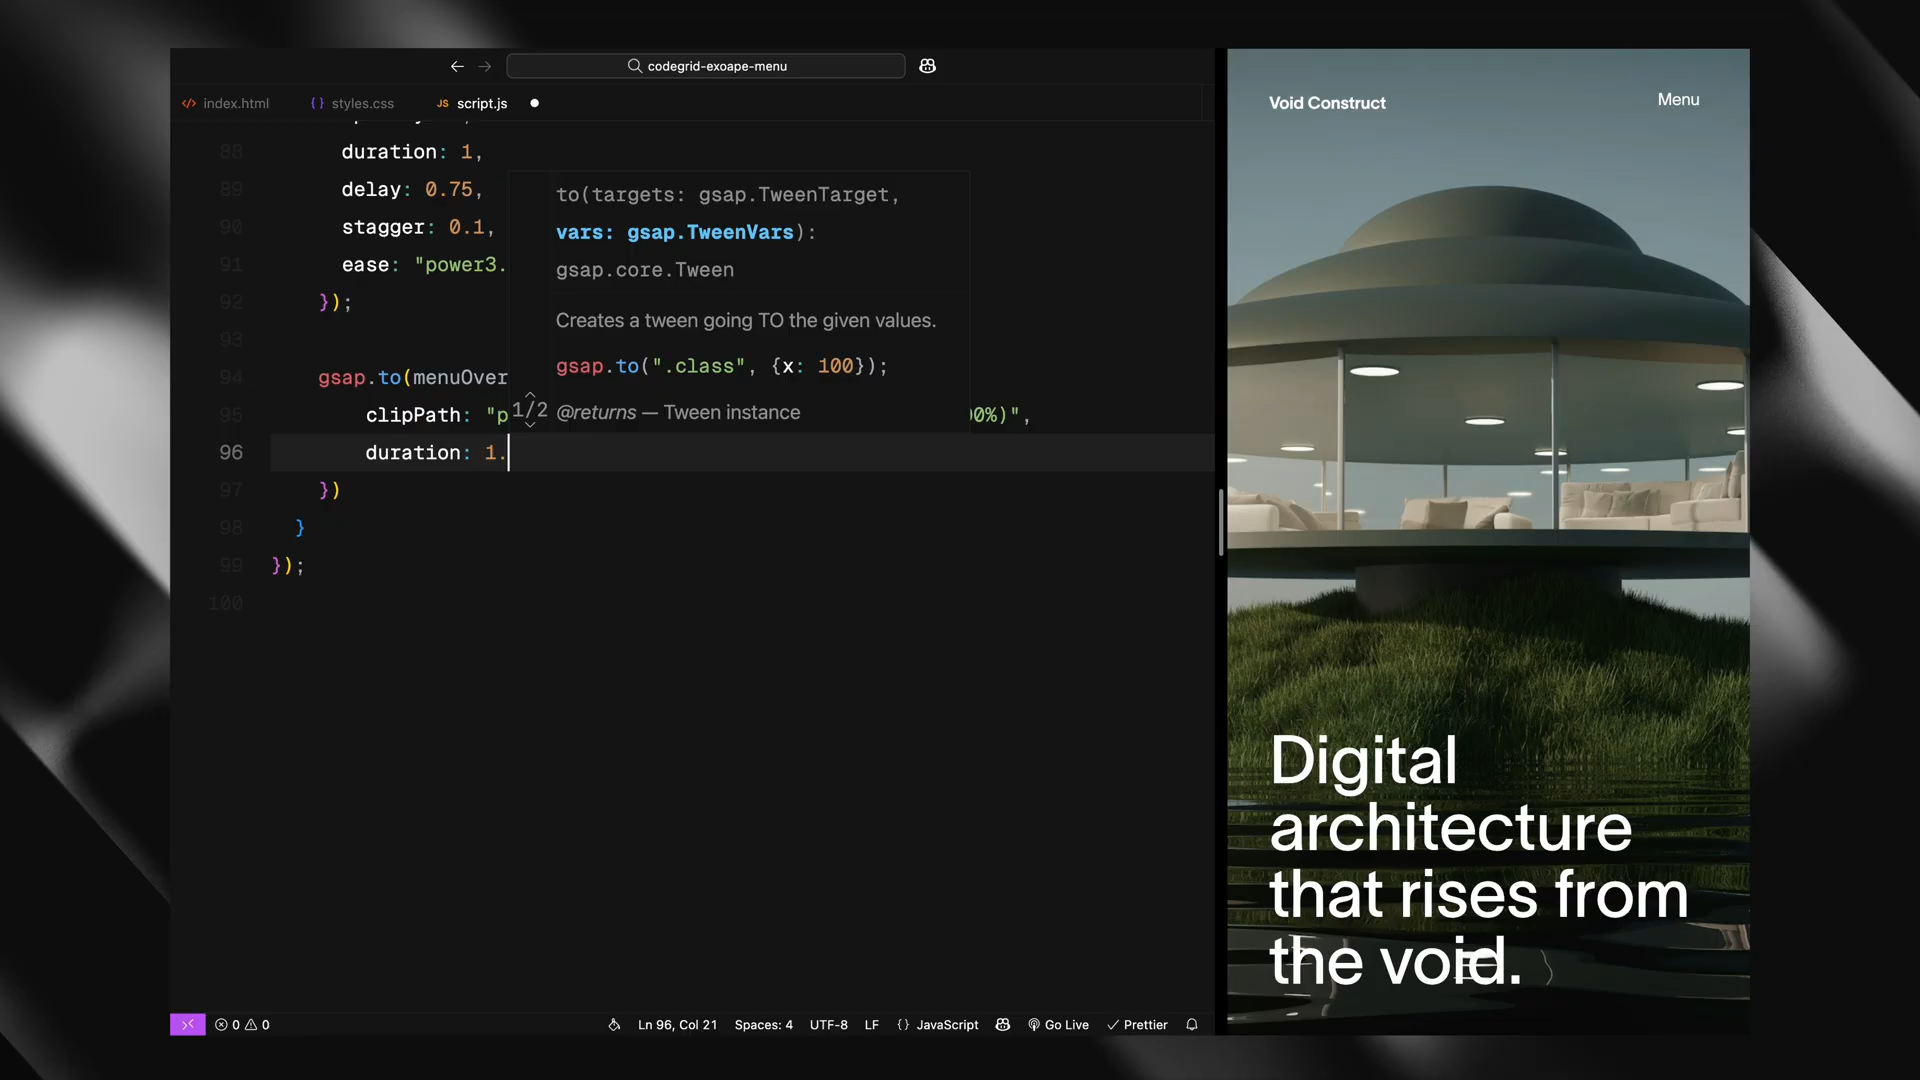 codegrid-exoape-menu
index.html
{ } styles.css
JS script.js
88 duration: 1,
89 delay: 0.75,
90 stagger: 0.1,
91 ease: "power3.
92 });
93
94 gsap.to(menuOver
95 clipPath: "p 00%)",
96 duration: 1.
97 })
98 }
99 });
100
to(targets: gsap.TweenTarget,
vars: gsap.TweenVars):
gsap.core.Tween
Creates a tween going TO the given values.
gsap.to(".class", {x: 100});
1/2
@returns — Tween instance
0 0
Ln 96, Col 21
Spaces: 4
UTF-8
LF
{ } JavaScript
Go Live
Prettier
Void Construct
Menu
Digital
architecture
that rises from
the void.